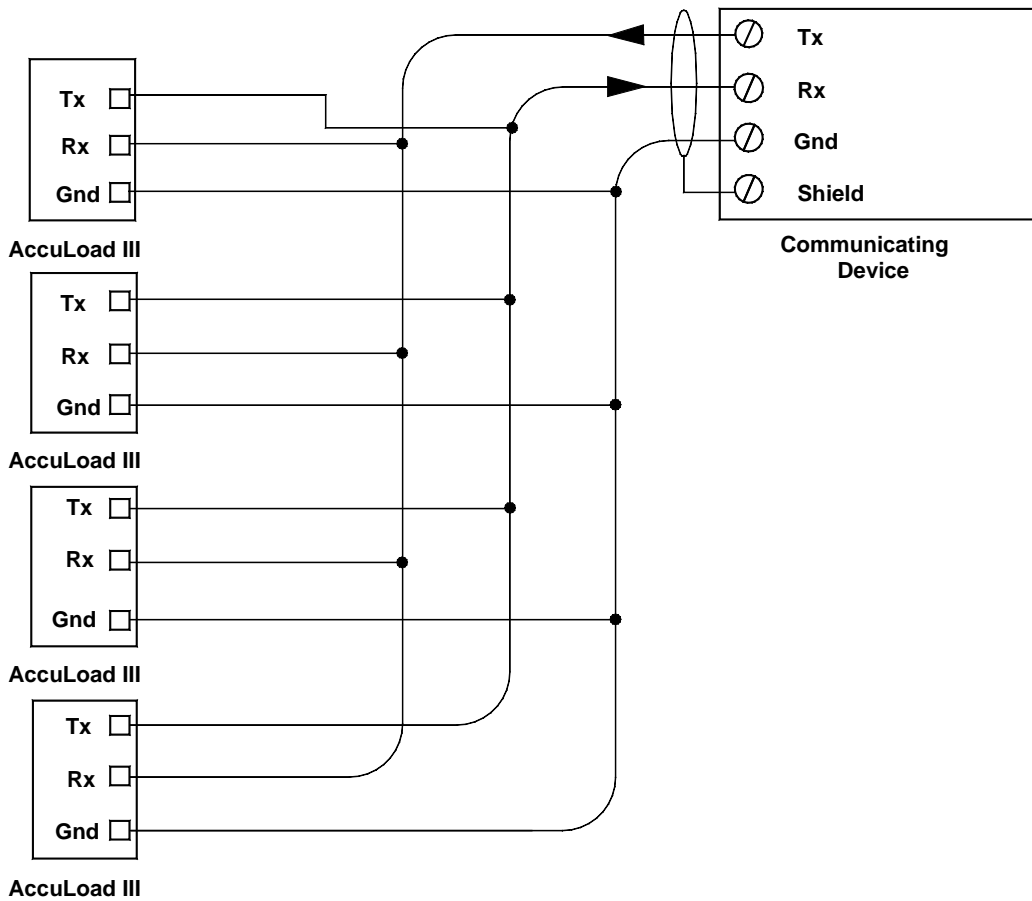 Tx
Rx
Gnd
AccuLoad III
Tx
Rx
Gnd
AccuLoad III
Tx
Rx
Gnd
AccuLoad III
Tx
Rx
Gnd
AccuLoad III
Tx
Rx
Gnd
Shield
Communicating
Device